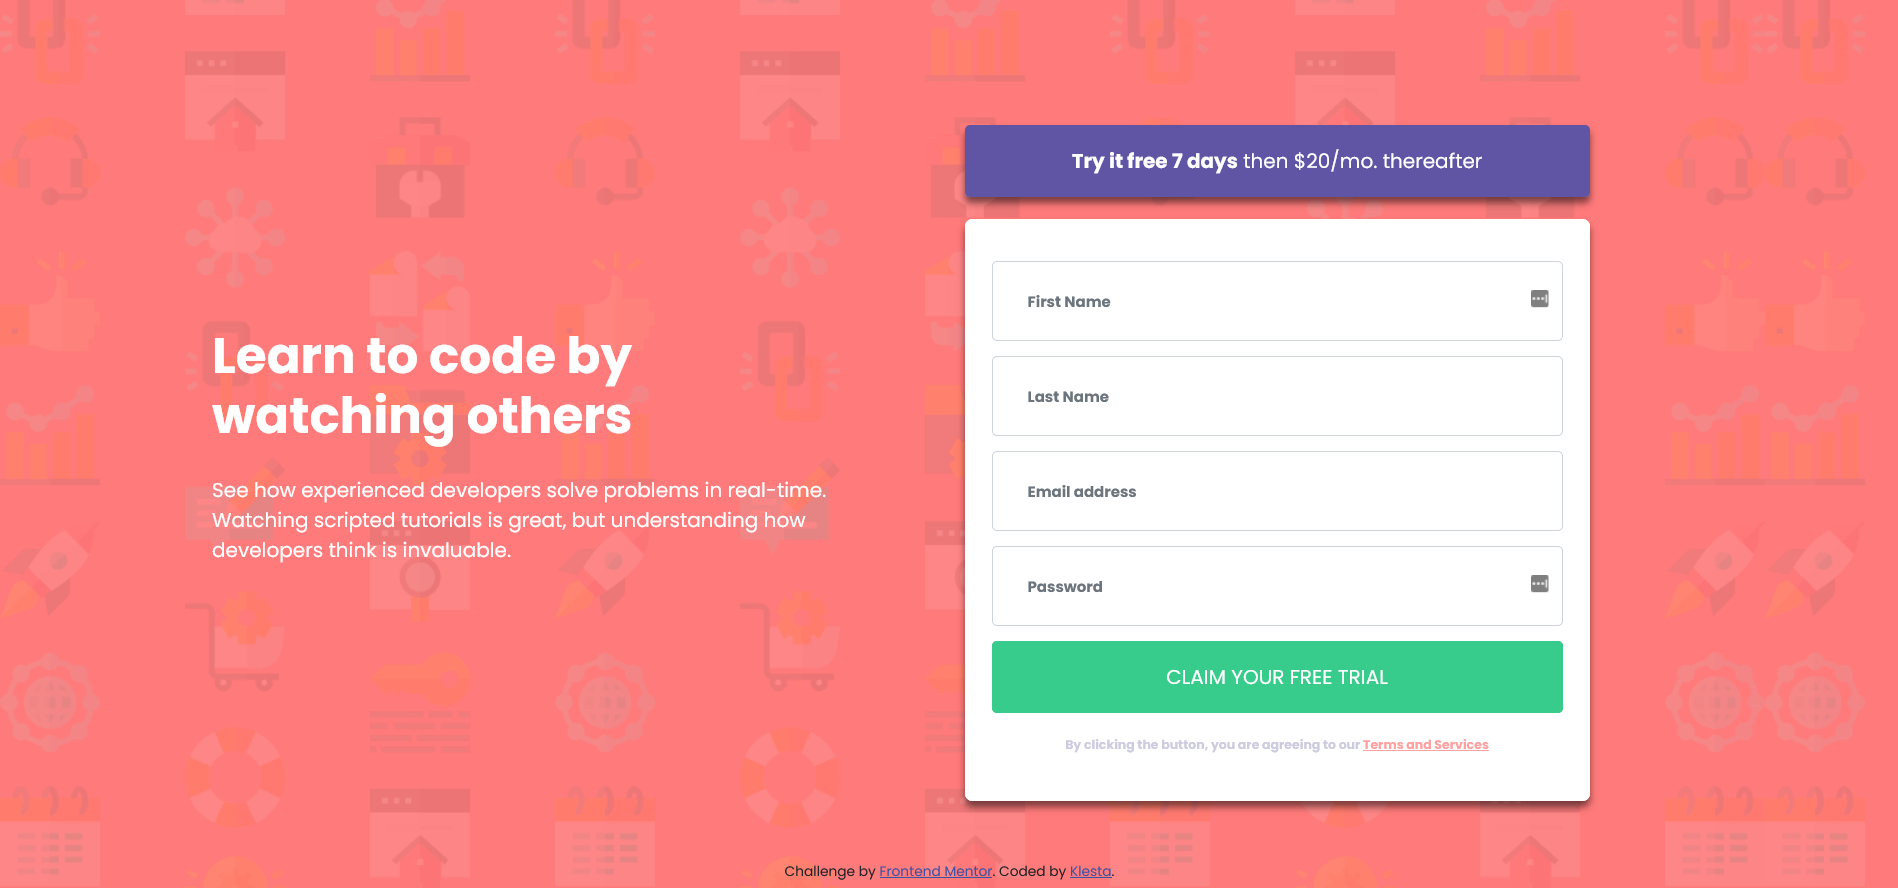 Try it free 7 days then $20/mo. thereafter
Learn to code by
watching others
See how experienced developers solve problems in real-time.
Watching scripted tutorials is great, but understanding how
developers think is invaluable.
First Name
Last Name
Email address
Password
CLAIM YOUR FREE TRIAL
By clicking the button, you are agreeing to our Terms and Services
Challenge by Frontend Mentor. Coded by Klesta.